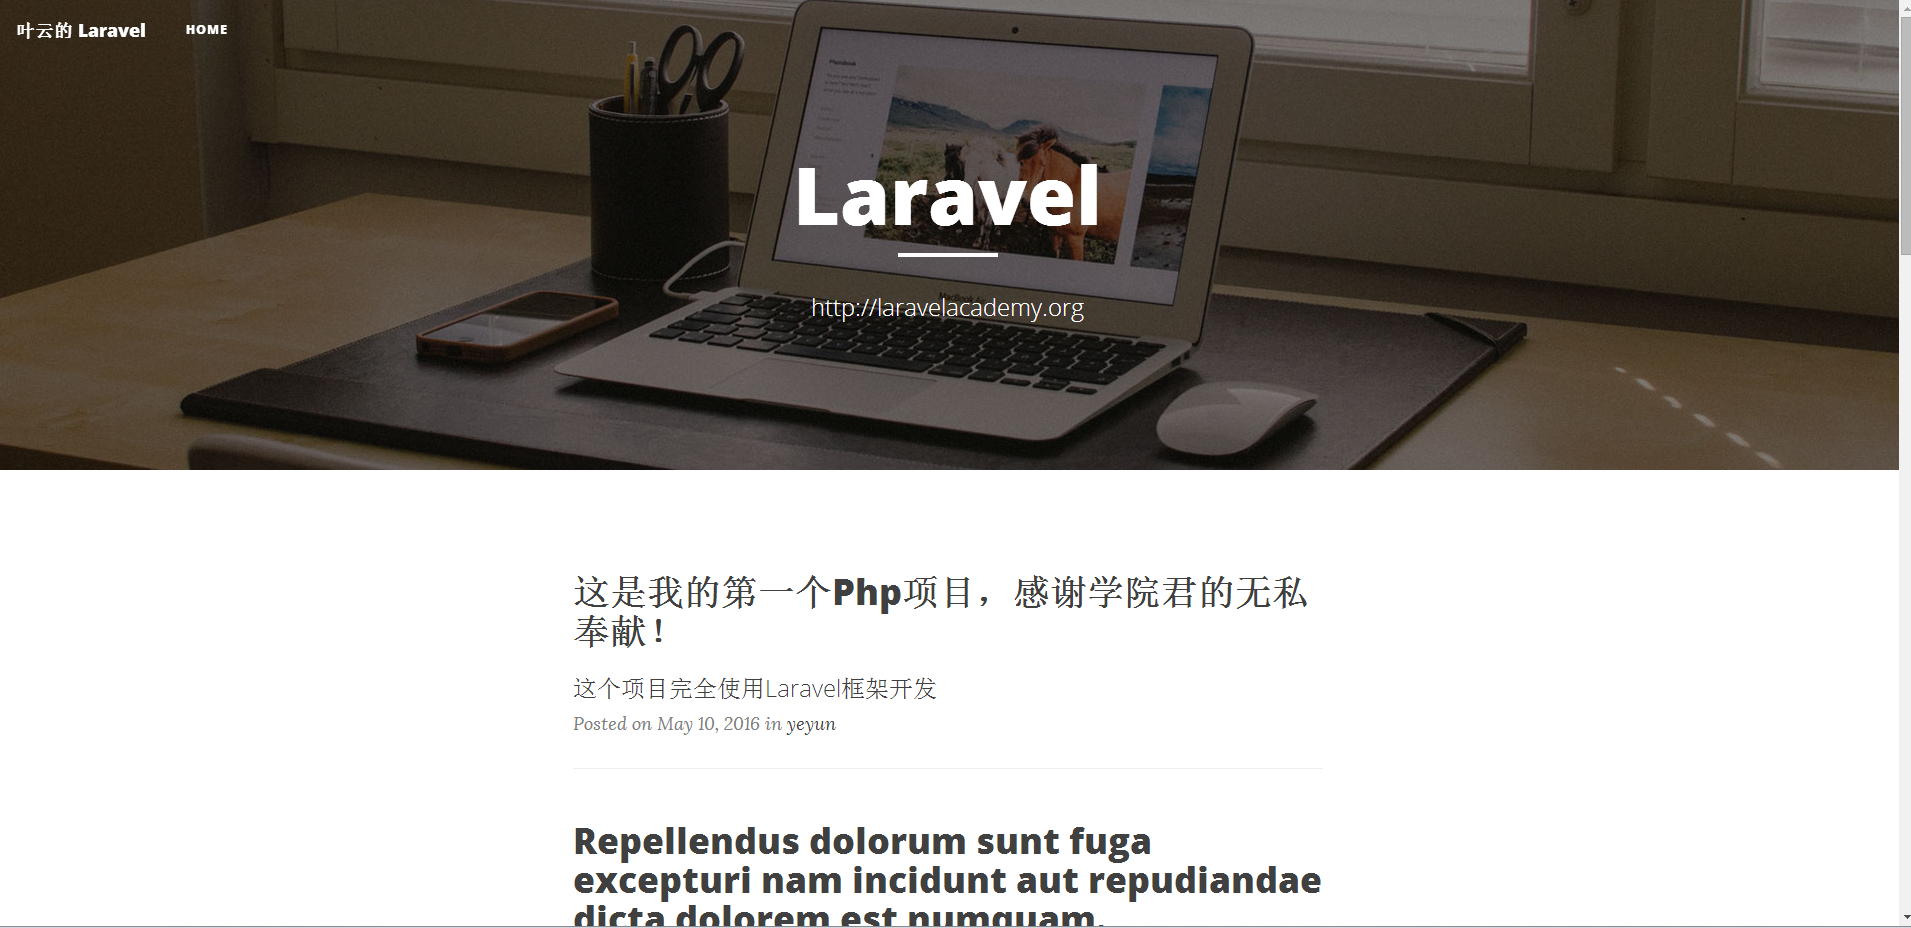 叶云的 Laravel
HOME
Laravel
http://laravelacademy.org
这是我的第一个Php项目，感谢学院君的无私
奉献！
这个项目完全使用Laravel框架开发
Posted on May 10, 2016 in yeyun
Repellendus dolorum sunt fuga
excepturi nam incidunt aut repudiandae
dicta dolorem est numquam.